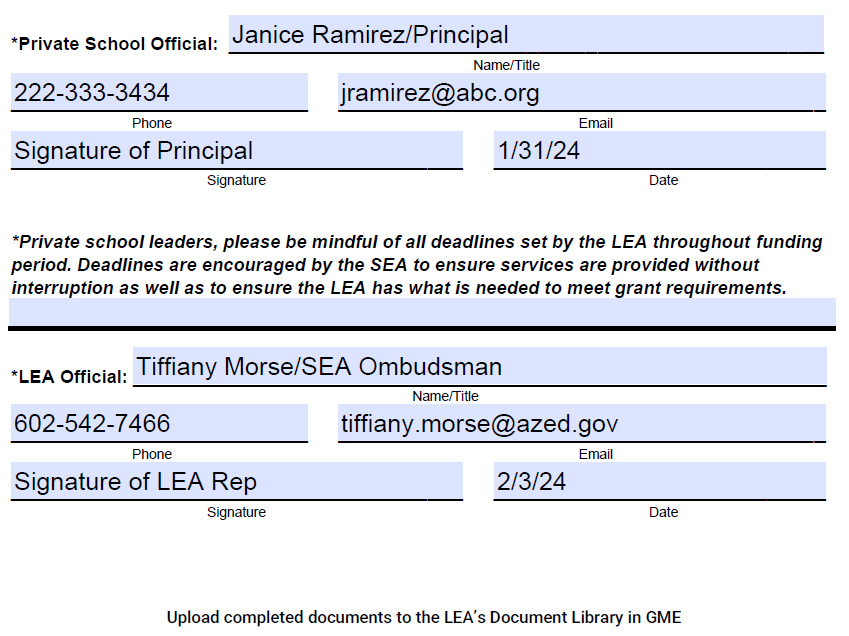 *Private School Official: Janice Ramirez/Principal
Name/Title
222-333-3434 jramirez@abc.org
Phone Email
Signature of Principal 1/31/24
Signature Date
*Private school leaders, please be mindful of all deadlines set by the LEA throughout funding
period. Deadlines are encouraged by the SEA to ensure services are provided without
interruption as well as to ensure the LEA has what is needed to meet grant requirements.
*LEA Official: Tiffiany Morse/SEA Ombudsman
Name/Title
602-542-7466 tiffiany.morse@azed.gov
Phone Email
Signature of LEA Rep 2/3/24
Signature Date
Upload completed documents to the LEA’s Document Library in GME